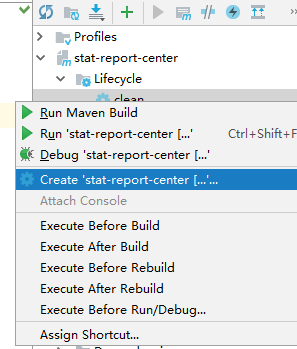 Profiles
stat-report-center
Lifecycle
clean
Run Maven Build
Run 'stat-report-center [...' Ctrl+Shift+F
Debug 'stat-report-center [...'
Create 'stat-report-center [...'...
Attach Console
Execute Before Build
Execute After Build
Execute Before Rebuild
Execute After Rebuild
Execute Before Run/Debug...
Assign Shortcut...